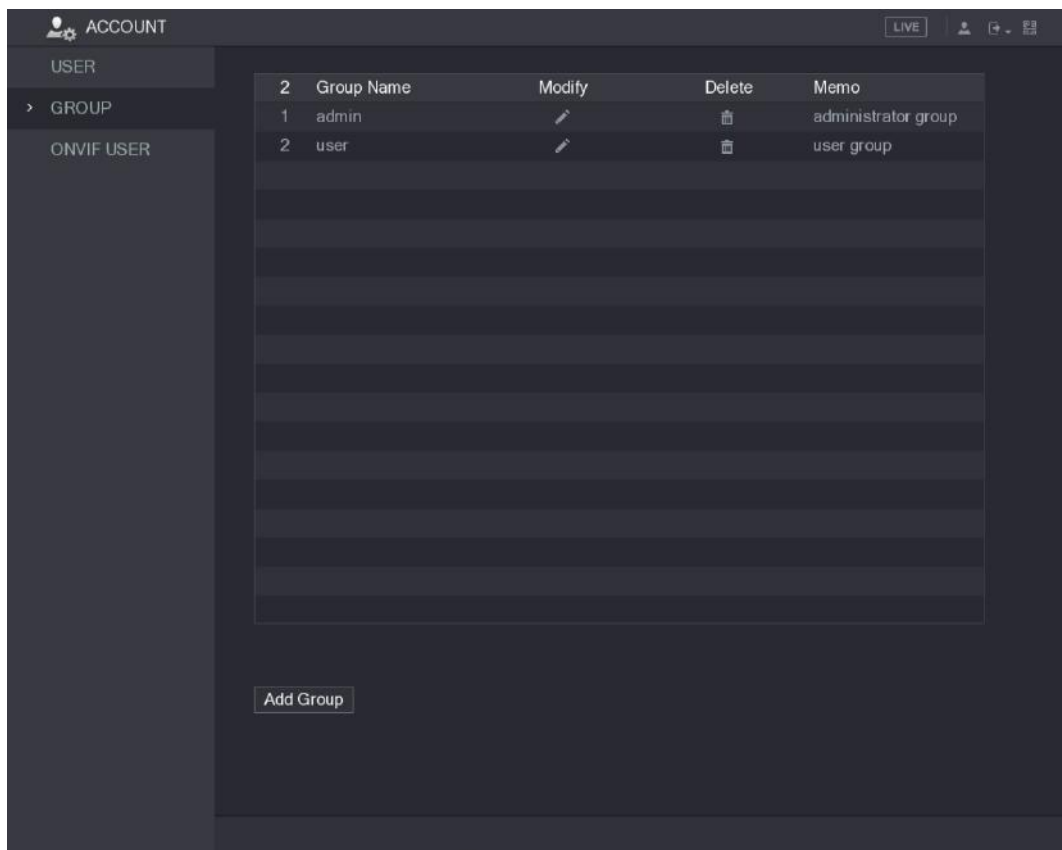 ACCOUNT LIVE
USER
GROUP
ONVIF USER
2 Group Name Modify Delete Memo
1 admin administrator group
2 user user group
Add Group